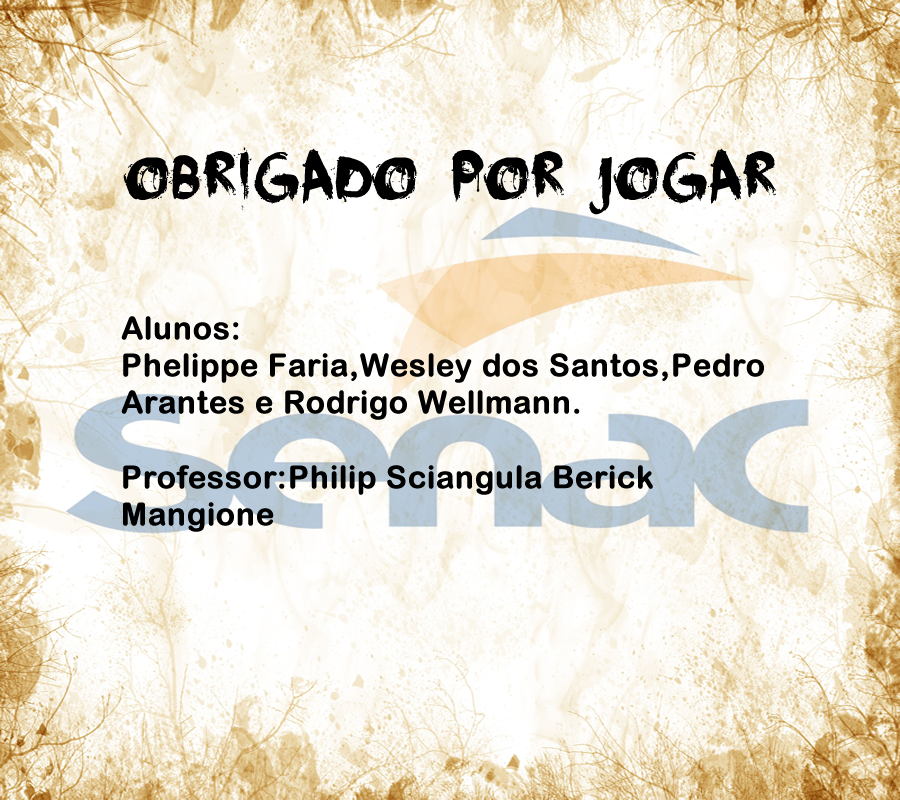 OBRIGADO POR JOGAR
Alunos:
Phelippe Faria,Wesley dos Santos,Pedro
Arantes e Rodrigo Wellmann.
senac
Professor:Philip Sciangula Berick
Mangione